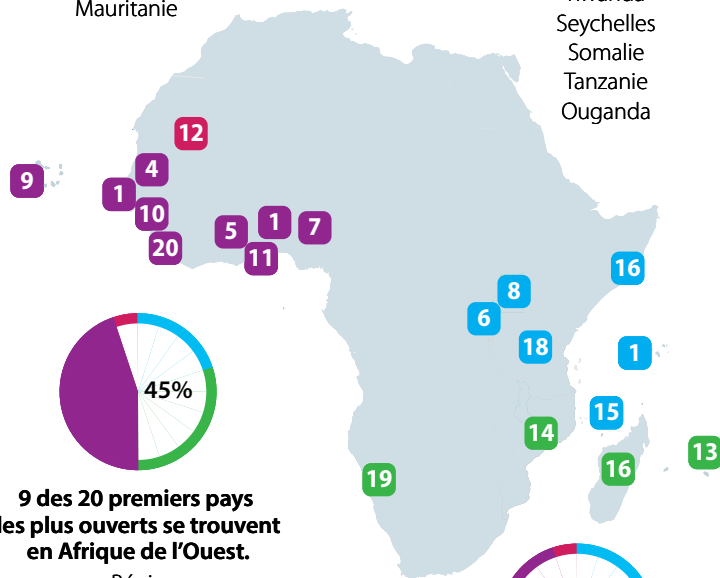 Mauritanie
Seychelles
Somalie
Tanzanie
Ouganda
12
4
9
1
10
20
5
1
7
11
16
8
6
18
1
15
14
13
16
19
45%
9 des 20 premiers pays
les plus ouverts se trouvent
en Afrique de l'Ouest.